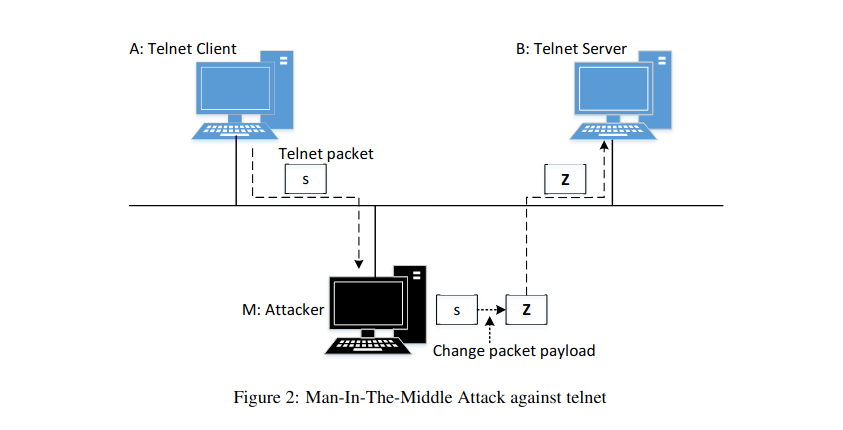 A: Telnet Client
B: Telnet Server
Telnet packet
s
Z
M: Attacker
s
Z
Change packet payload
Figure 2: Man-In-The-Middle Attack against telnet